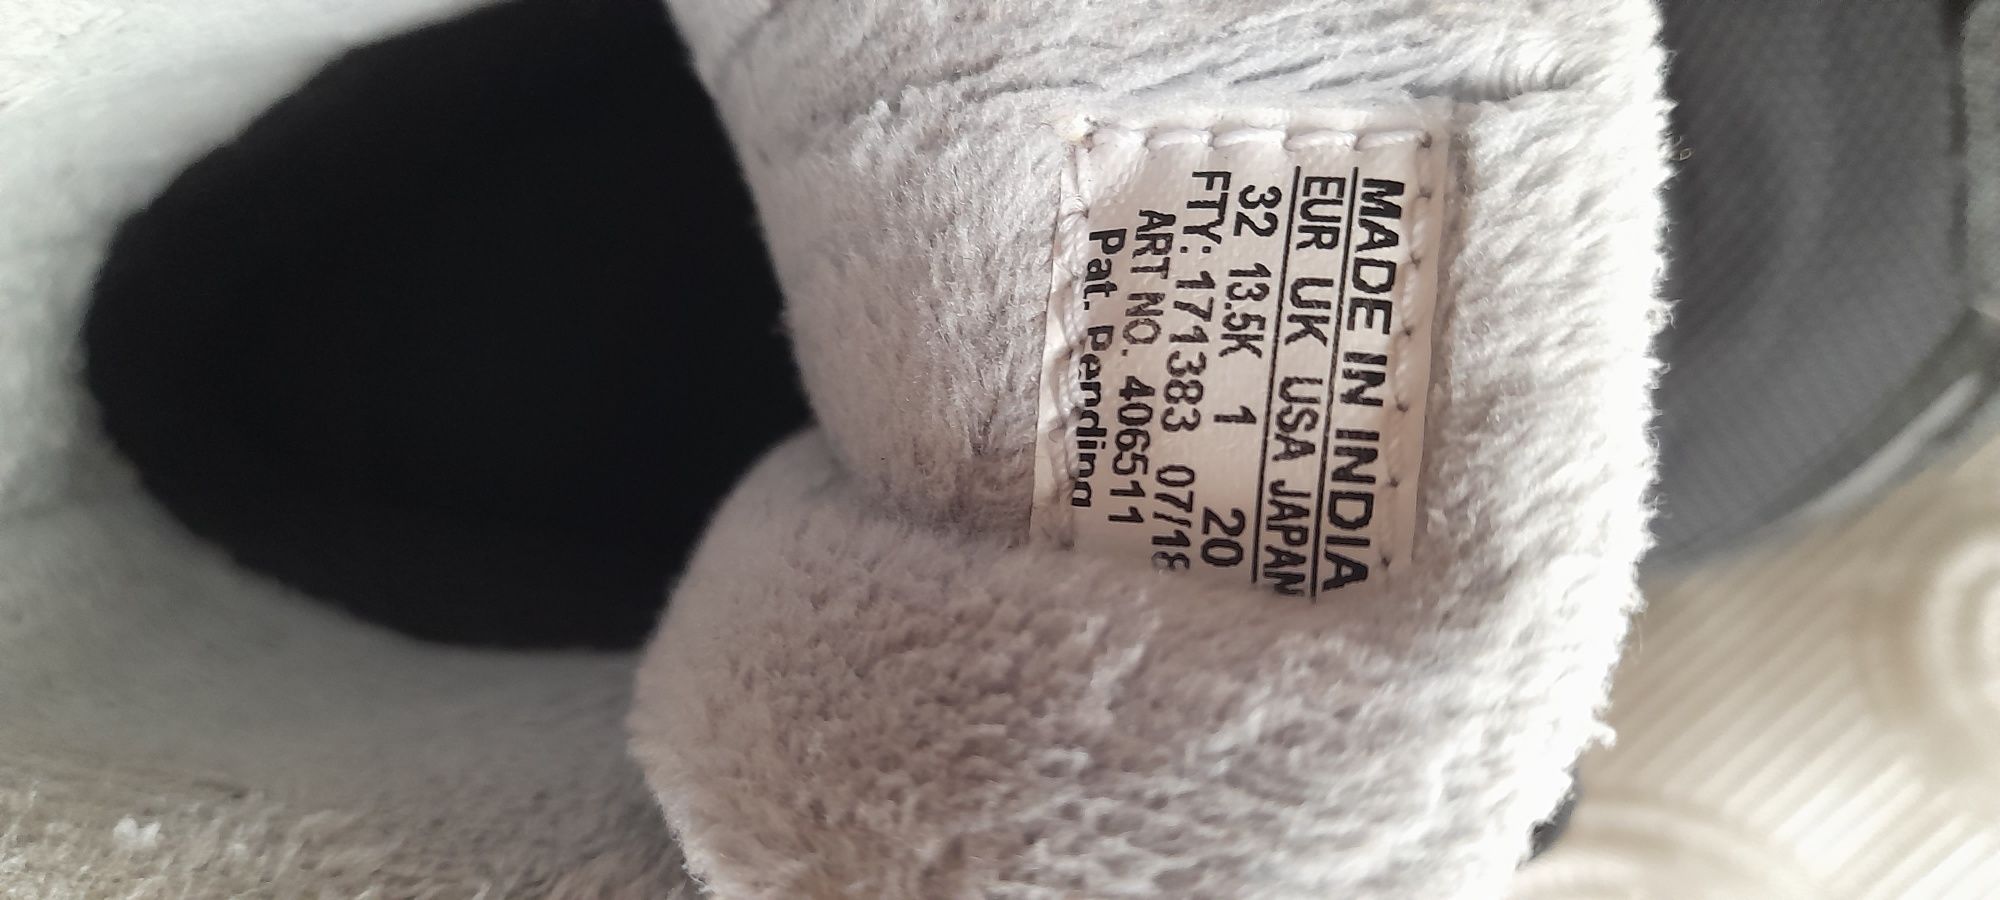 MADE IN INDIA
EUR UK USA JAPAN
32 13.5K 1 20
FTY: 171383 07/18
ART NO. 406511
Pat. Pending